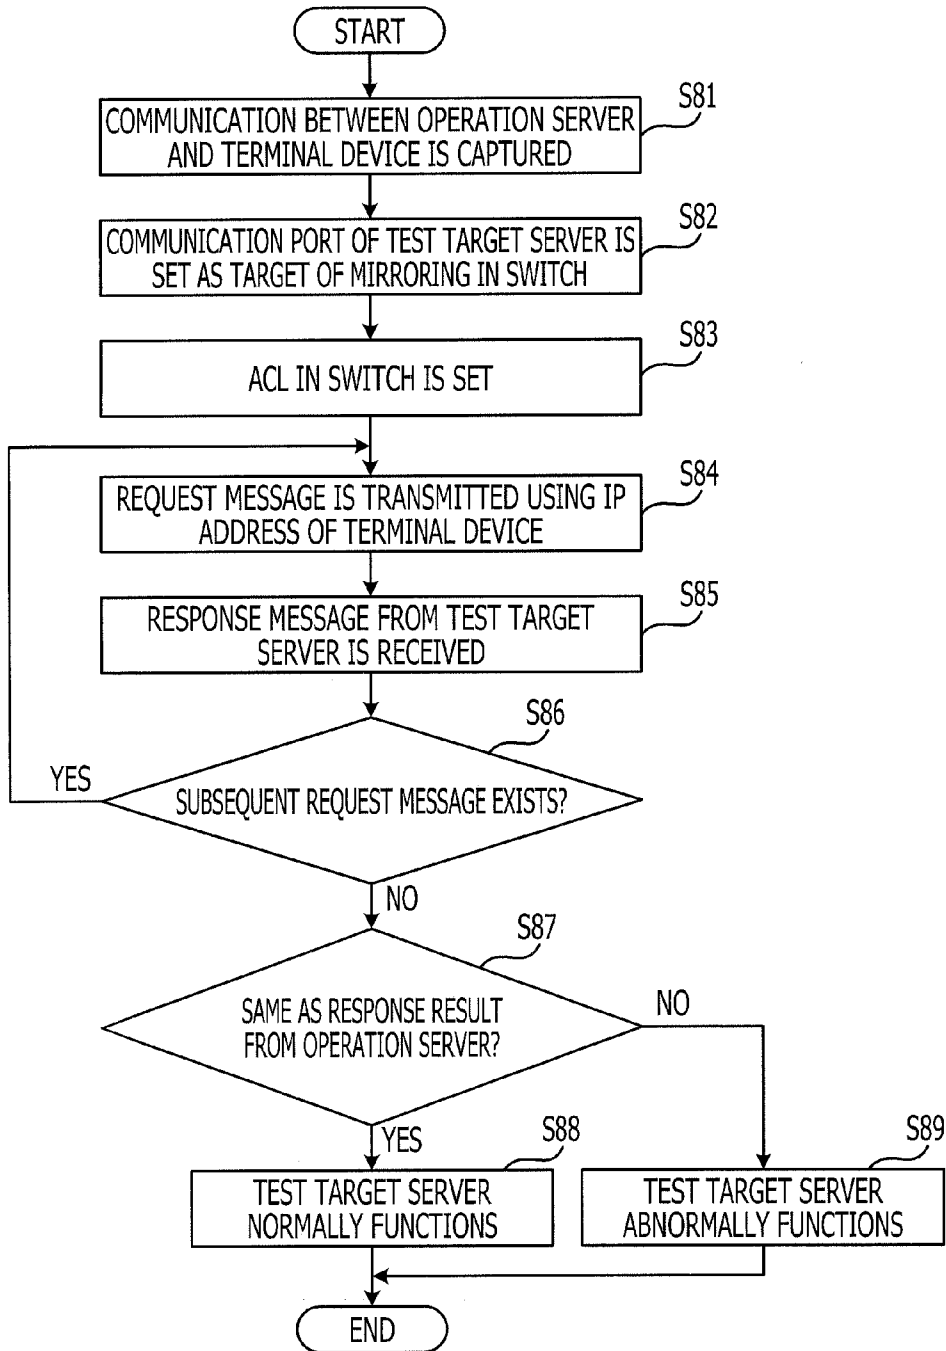 START
S81
COMMUNICATION BETWEEN OPERATION SERVER
AND TERMINAL DEVICE IS CAPTURED
S82
COMMUNICATION PORT OF TEST TARGET SERVER IS
SET AS TARGET OF MIRRORING IN SWITCH
S83
ACL IN SWITCH IS SET
S84
REQUEST MESSAGE IS TRANSMITTED USING IP
ADDRESS OF TERMINAL DEVICE
S85
RESPONSE MESSAGE FROM TEST TARGET
SERVER IS RECEIVED
S86
YES
SUBSEQUENT REQUEST MESSAGE EXISTS?
NO
S87
SAME AS RESPONSE RESULT
FROM OPERATION SERVER?
NO
YES
S88
TEST TARGET SERVER
NORMALLY FUNCTIONS
S89
TEST TARGET SERVER
ABNORMALLY FUNCTIONS
END